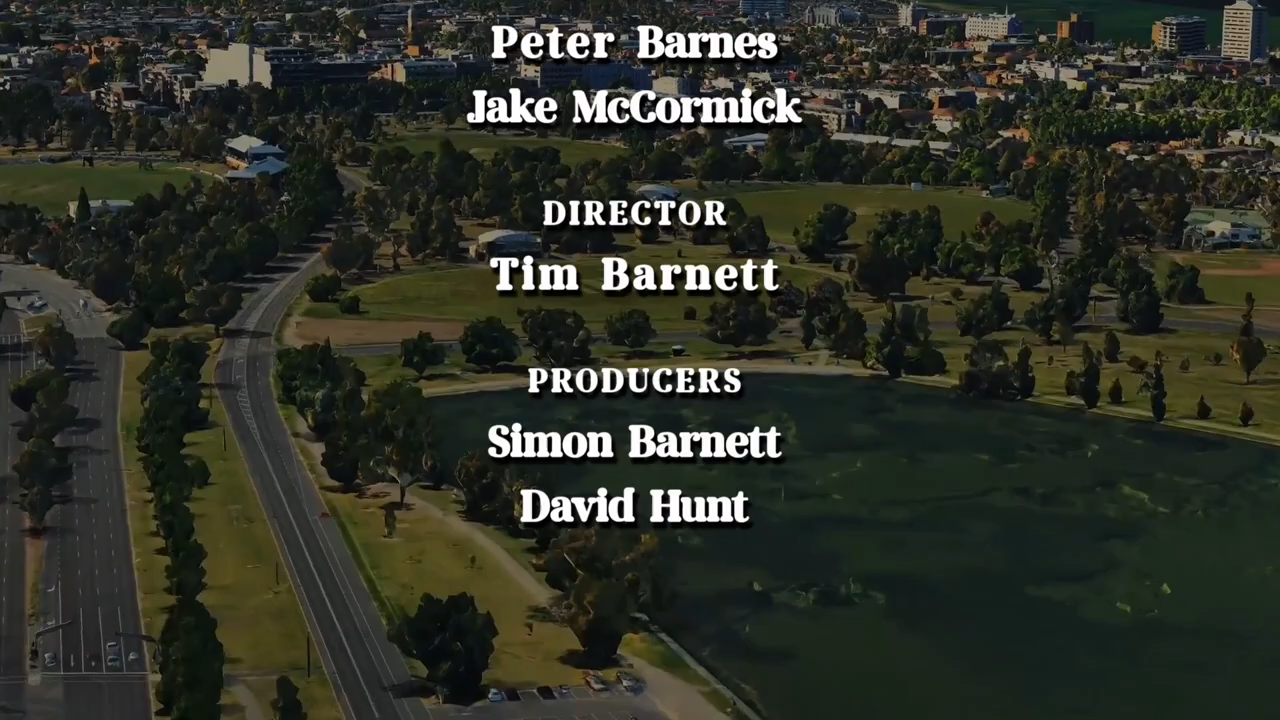 Peter Barnes
Jake McCormick
DIRECTOR
Tim Barnett
PRODUCERS
Simon Barnett
David Hunt